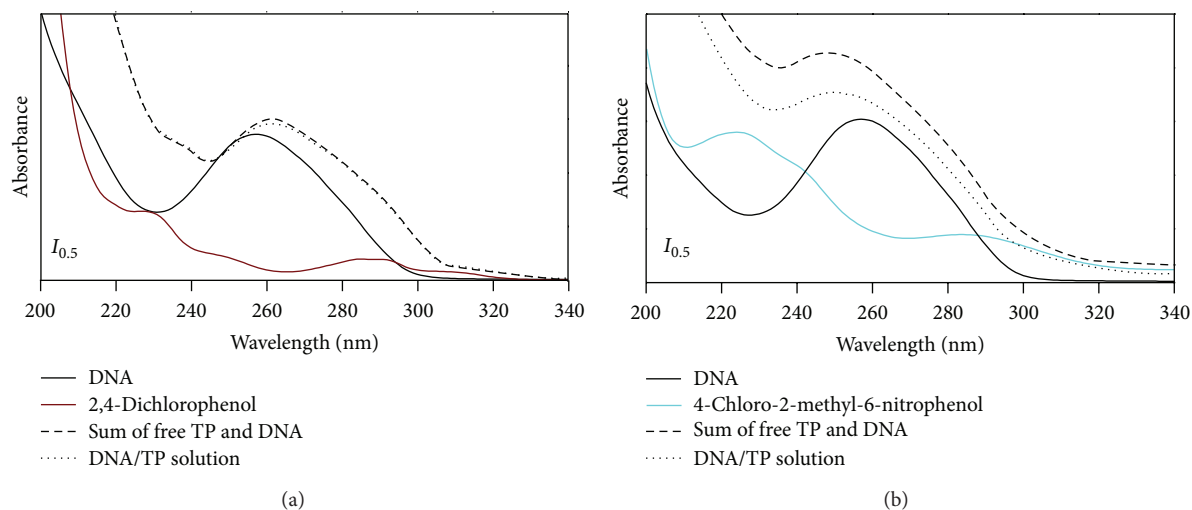 Absorbance
I0.5
200 220 240 260 280 300 320 340
Wavelength (nm)
DNA
2,4-Dichlorophenol
Sum of free TP and DNA
DNA/TP solution
(a)
Absorbance
I0.5
200 220 240 260 280 300 320 340
Wavelength (nm)
DNA
4-Chloro-2-methyl-6-nitrophenol
Sum of free TP and DNA
DNA/TP solution
(b)